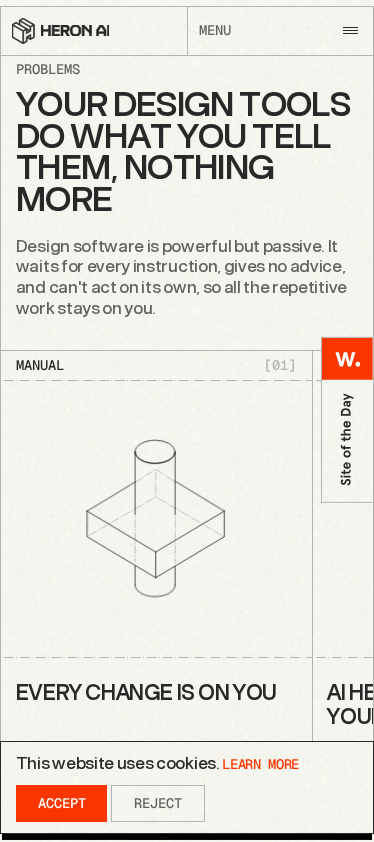 HERON AI
MENU
PROBLEMS
YOUR DESIGN TOOLS
DO WHAT YOU TELL
THEM, NOTHING
MORE
Design software is powerful but passive. It
waits for every instruction, gives no advice,
and can't act on its own, so all the repetitive
work stays on you.
MANUAL
[01]
W.
Site of the Day
EVERY CHANGE IS ON YOU
AI HE
YOU
This website uses cookies. LEARN MORE
ACCEPT
REJECT